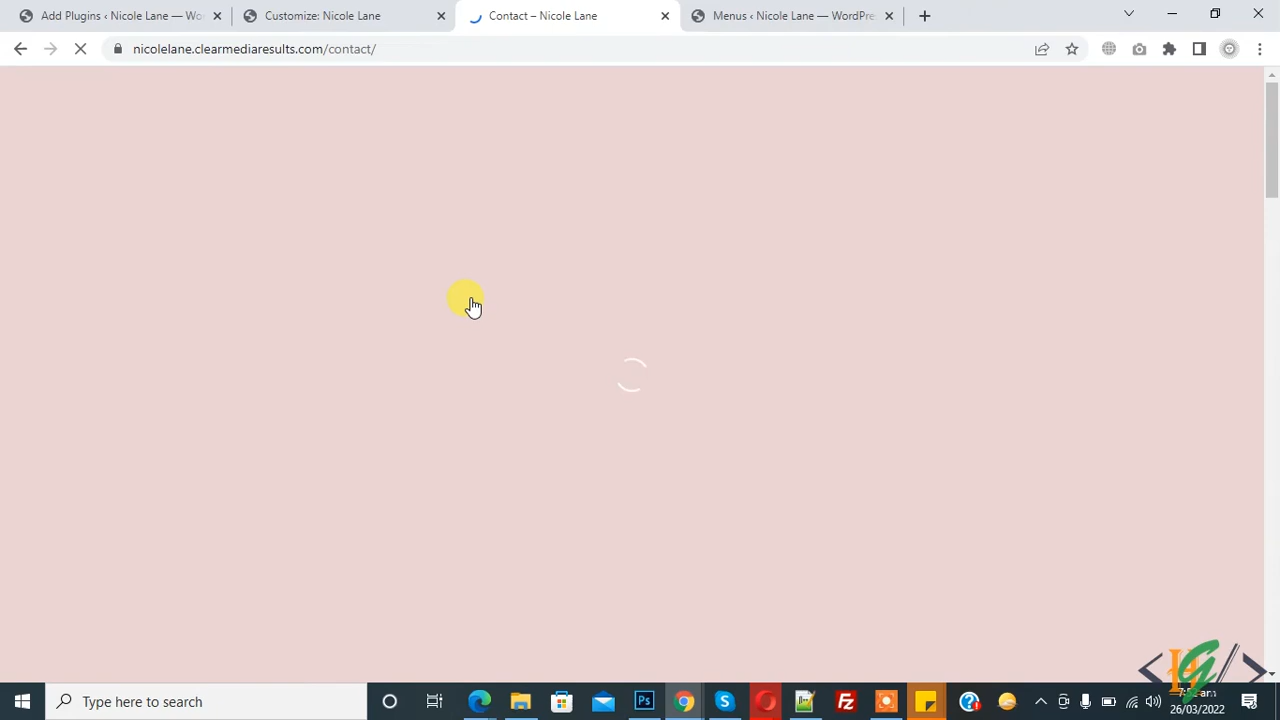 Add Plugins ‹ Nicole Lane — Wo
Customize: Nicole Lane
Contact – Nicole Lane
Menus ‹ Nicole Lane — WordPre
nicolelane.clearmediaresults.com/contact/
Type here to search
26/03/2022